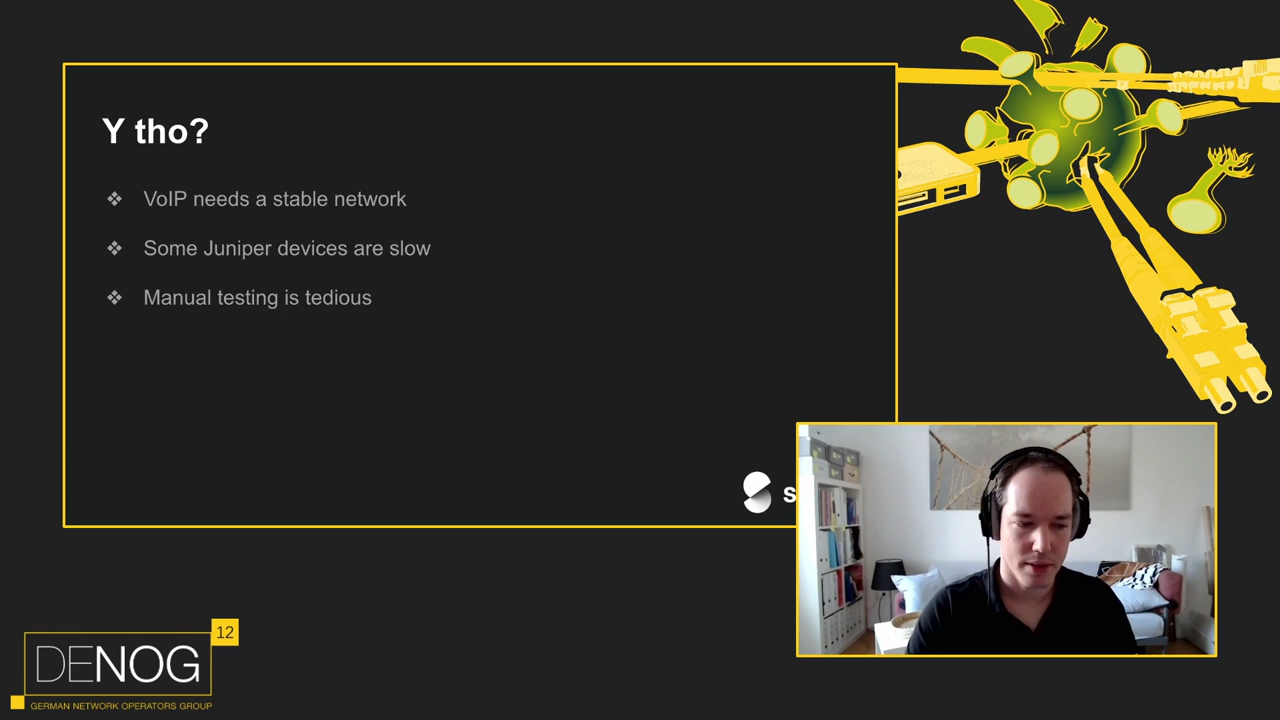 Y tho?
❖ VoIP needs a stable network
❖ Some Juniper devices are slow
❖ Manual testing is tedious
s
12
DENOG
GERMAN NETWORK OPERATORS GROUP